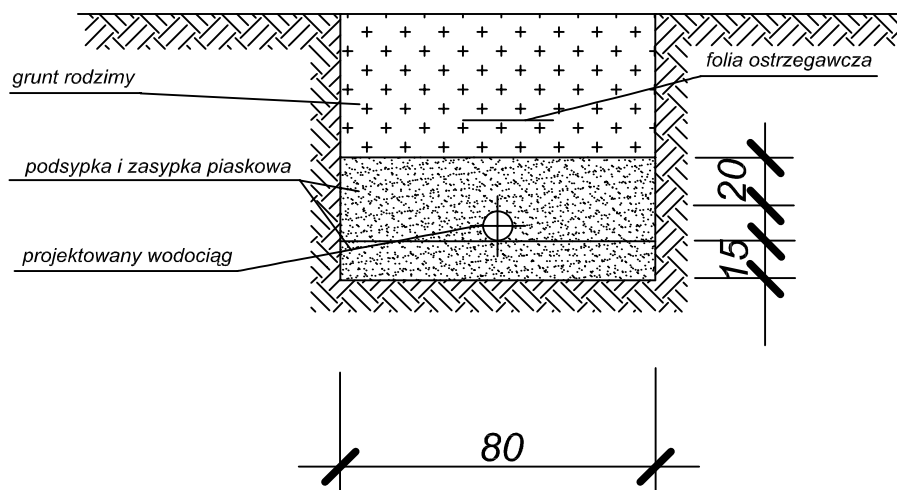 folia ostrzegawcza
grunt rodzimy
podsypka i zasypka piaskowa
20
projektowany wodociąg
15
80